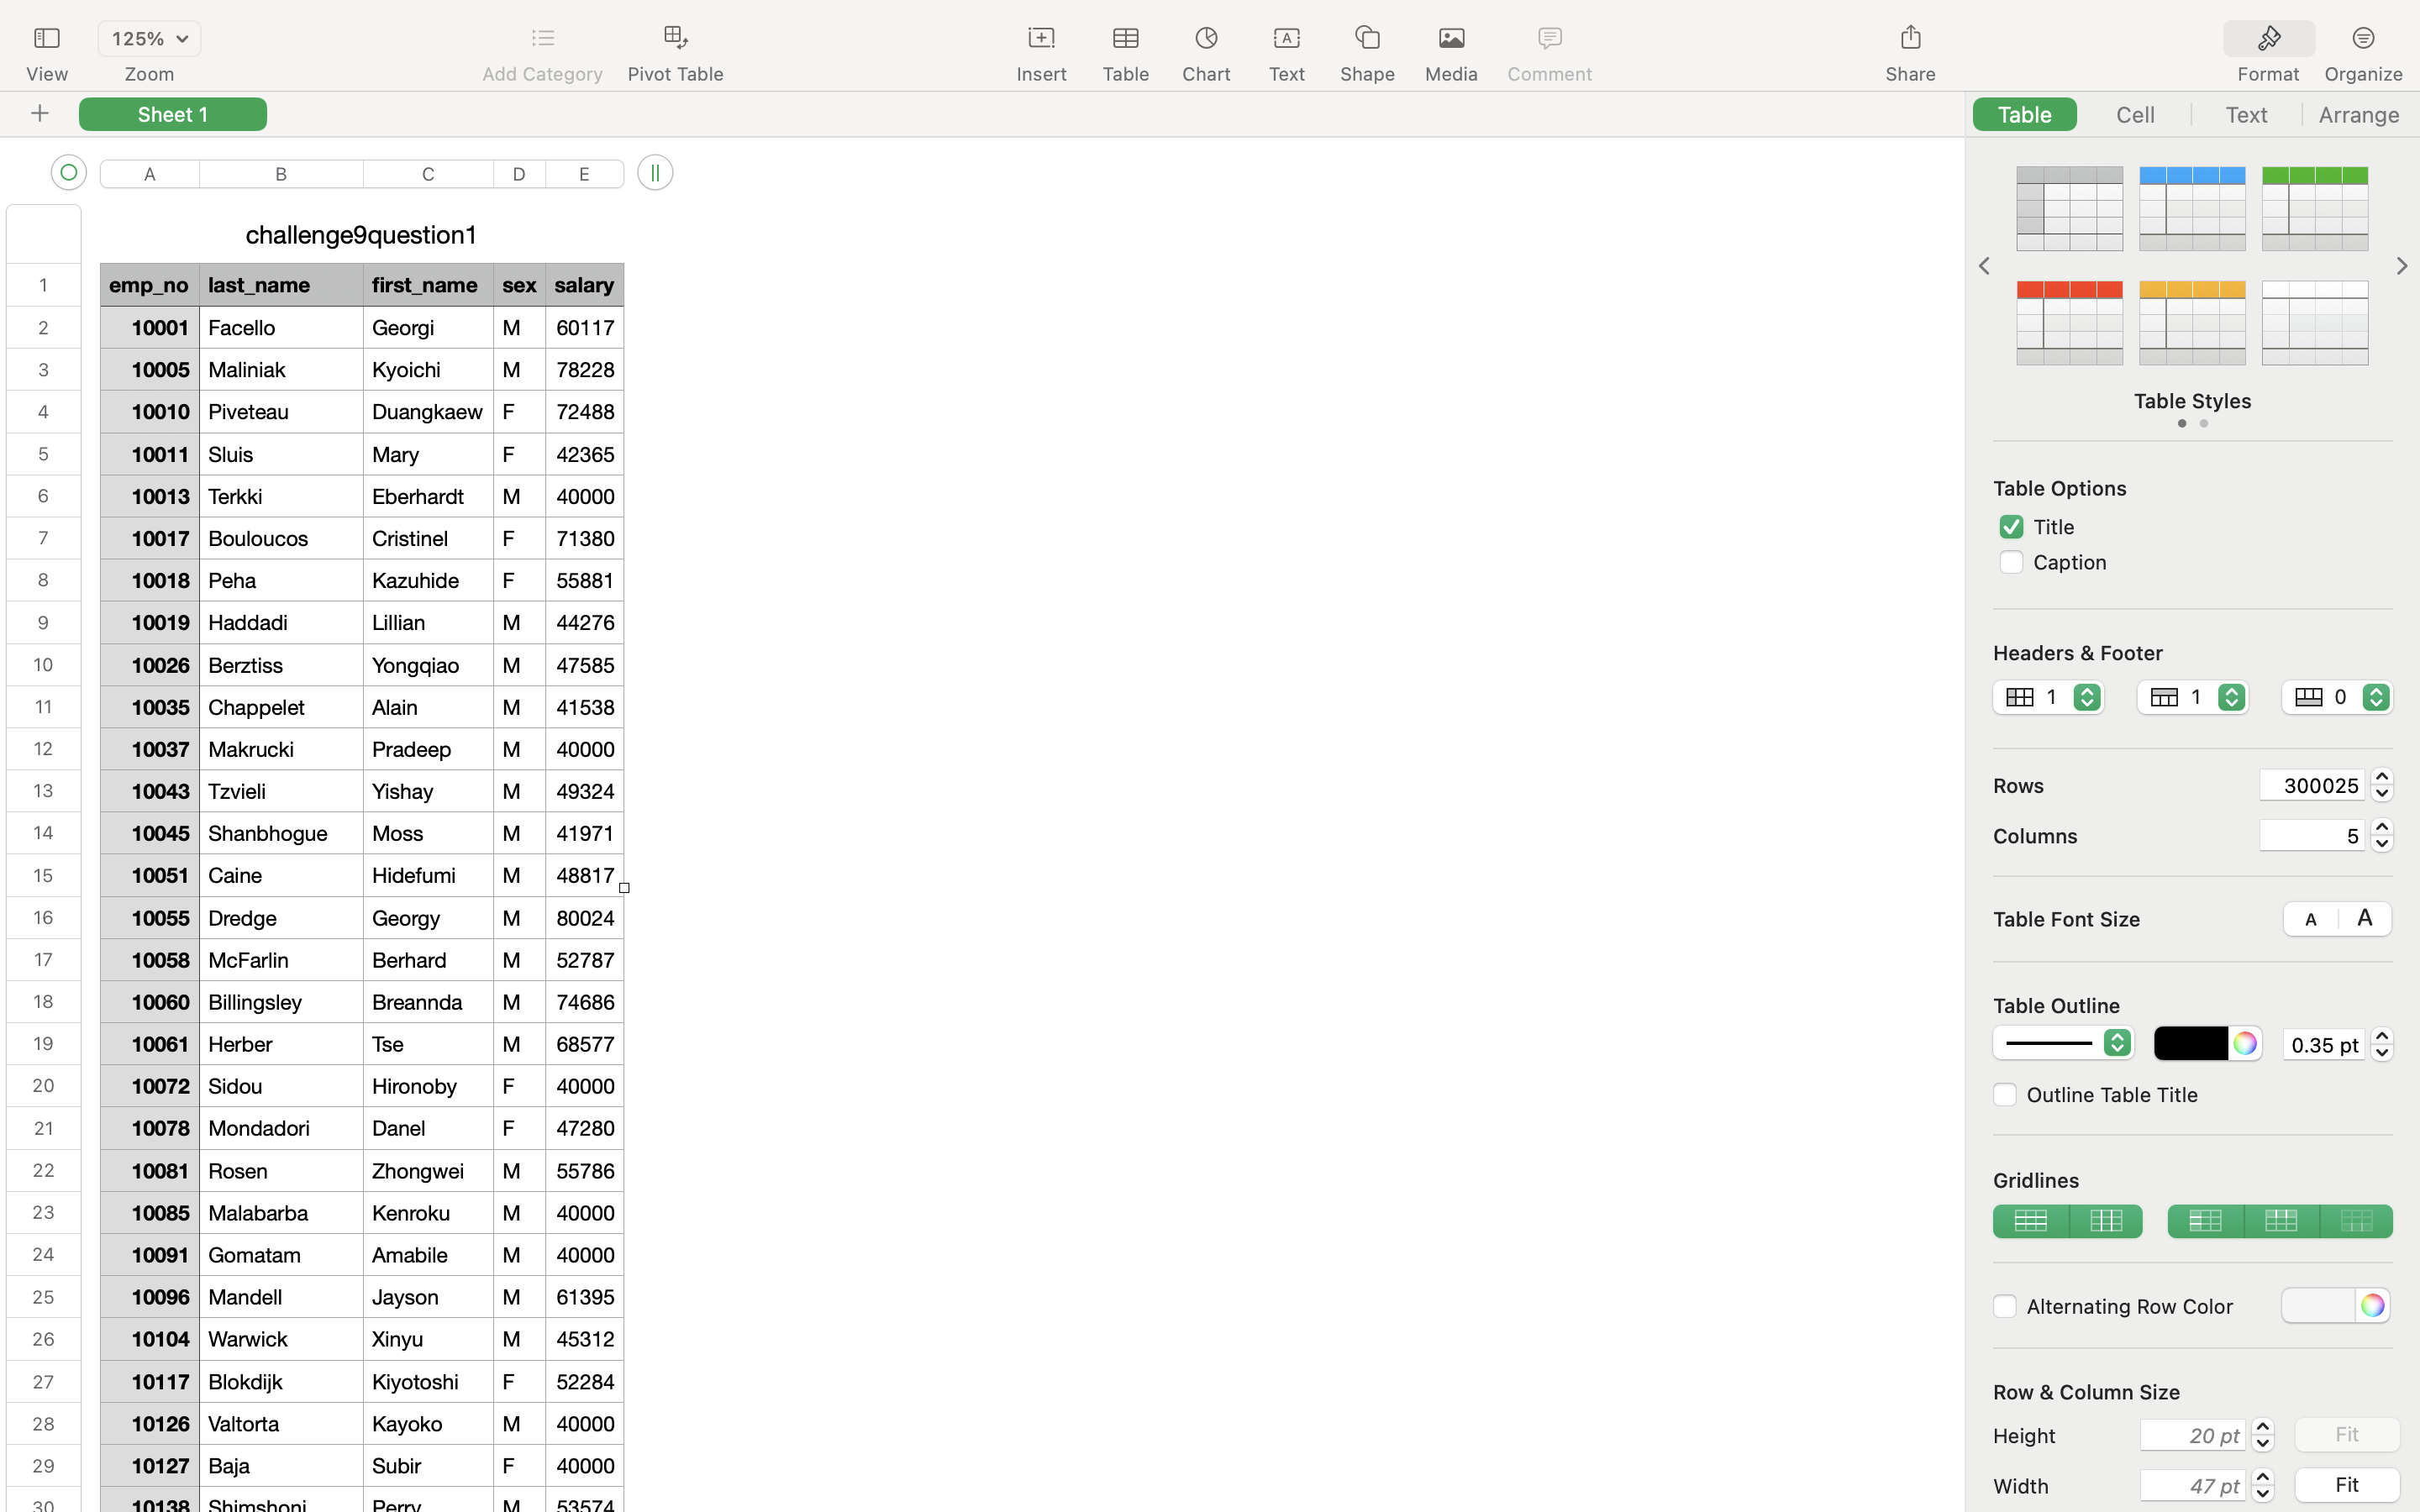 125%
View Zoom Add Category Pivot Table Insert Table Chart Text Shape Media Comment Share Format Organize
Sheet 1
Table Cell Text Arrange
A B C D E
challenge9question1
1 emp_no last_name first_name sex salary
2 10001 Facello Georgi M 60117
3 10005 Maliniak Kyoichi M 78228
4 10010 Piveteau Duangkaew F 72488
5 10011 Sluis Mary F 42365
6 10013 Terkki Eberhardt M 40000
7 10017 Bouloucos Cristinel F 71380
8 10018 Peha Kazuhide F 55881
9 10019 Haddadi Lillian M 44276
10 10026 Berztiss Yongqiao M 47585
11 10035 Chappelet Alain M 41538
12 10037 Makrucki Pradeep M 40000
13 10043 Tzvieli Yishay M 49324
14 10045 Shanbhogue Moss M 41971
15 10051 Caine Hidefumi M 48817
16 10055 Dredge Georgy M 80024
17 10058 McFarlin Berhard M 52787
18 10060 Billingsley Breannda M 74686
19 10061 Herber Tse M 68577
20 10072 Sidou Hironoby F 40000
21 10078 Mondadori Danel F 47280
22 10081 Rosen Zhongwei M 55786
23 10085 Malabarba Kenroku M 40000
24 10091 Gomatam Amabile M 40000
25 10096 Mandell Jayson M 61395
26 10104 Warwick Xinyu M 45312
27 10117 Blokdijk Kiyotoshi F 52284
28 10126 Valtorta Kayoko M 40000
29 10127 Baja Subir F 40000
30 10138 Shimshoni Perry M 53574
Table Styles
Table Options
Title
Caption
Headers & Footer
1 1 0
Rows 300025
Columns 5
Table Font Size A A
Table Outline
0.35 pt
Outline Table Title
Gridlines
Alternating Row Color
Row & Column Size
Height 20 pt Fit
Width 47 pt Fit